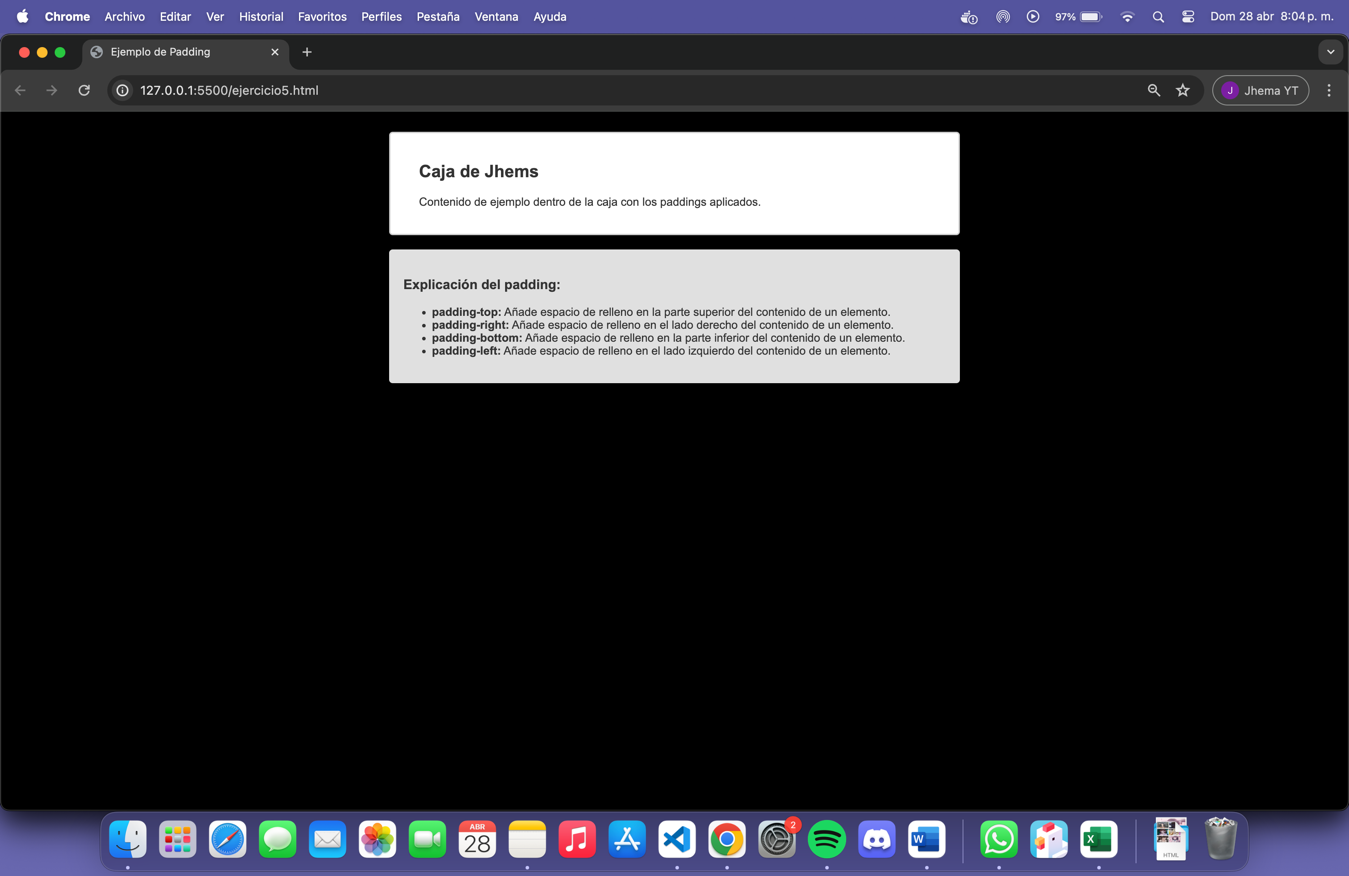 Chrome Archivo Editar Ver Historial Favoritos Perfiles Pestaña Ventana Ayuda 97% Dom 28 abr 8:04 p. m.
Ejemplo de Padding
127.0.0.1:5500/ejercicio5.html J Jhema YT
Caja de Jhems
Contenido de ejemplo dentro de la caja con los paddings aplicados.
Explicación del padding:
padding-top: Añade espacio de relleno en la parte superior del contenido de un elemento.
padding-right: Añade espacio de relleno en el lado derecho del contenido de un elemento.
padding-bottom: Añade espacio de relleno en la parte inferior del contenido de un elemento.
padding-left: Añade espacio de relleno en el lado izquierdo del contenido de un elemento.
ABR
28
2
W
X
HTML